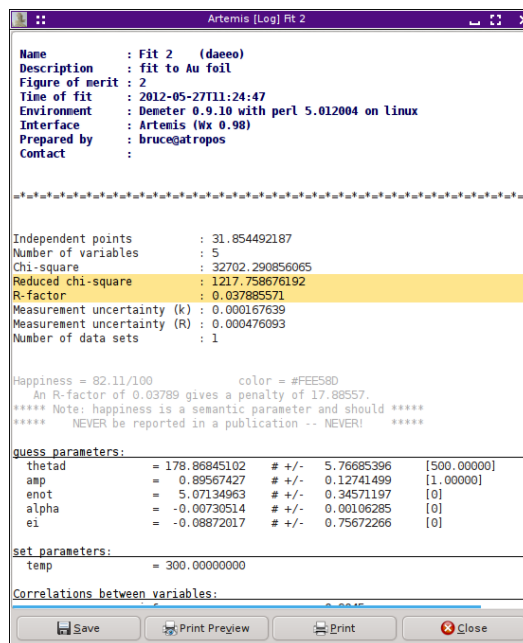 Artemis [Log] Fit 2
Name : Fit 2 (daeeo)
Description : fit to Au foil
Figure of merit : 2
Time of fit : 2012-05-27T11:24:47
Environment : Demeter 0.9.10 with perl 5.012004 on linux
Interface : Artemis (Wx 0.98)
Prepared by : bruce@atropos
Contact :
=*=*=*=*=*=*=*=*=*=*=*=*=*=*=*=*=*=*=*=*=*=*=*=*=*=*=*=*=*=*=*=*=*=
Independent points : 31.854492187
Number of variables : 5
Chi-square : 32702.290856065
Reduced chi-square : 1217.758676192
R-factor : 0.037885571
Measurement uncertainty (k) : 0.000167639
Measurement uncertainty (R) : 0.000476093
Number of data sets : 1
Happiness = 82.11/100 color = #FEE58D
An R-factor of 0.03789 gives a penalty of 17.88557.
***** Note: happiness is a semantic parameter and should *****
***** NEVER be reported in a publication -- NEVER! *****
guess parameters:
thetad = 178.86845102 # +/- 5.76685396 [500.00000]
amp = 0.89567427 # +/- 0.12741499 [1.00000]
enot = 5.07134963 # +/- 0.34571197 [0]
alpha = -0.00730514 # +/- 0.00106285 [0]
ei = -0.08872017 # +/- 0.75672266 [0]
set parameters:
temp = 300.00000000
Correlations between variables:
Save Print Preview Print Close